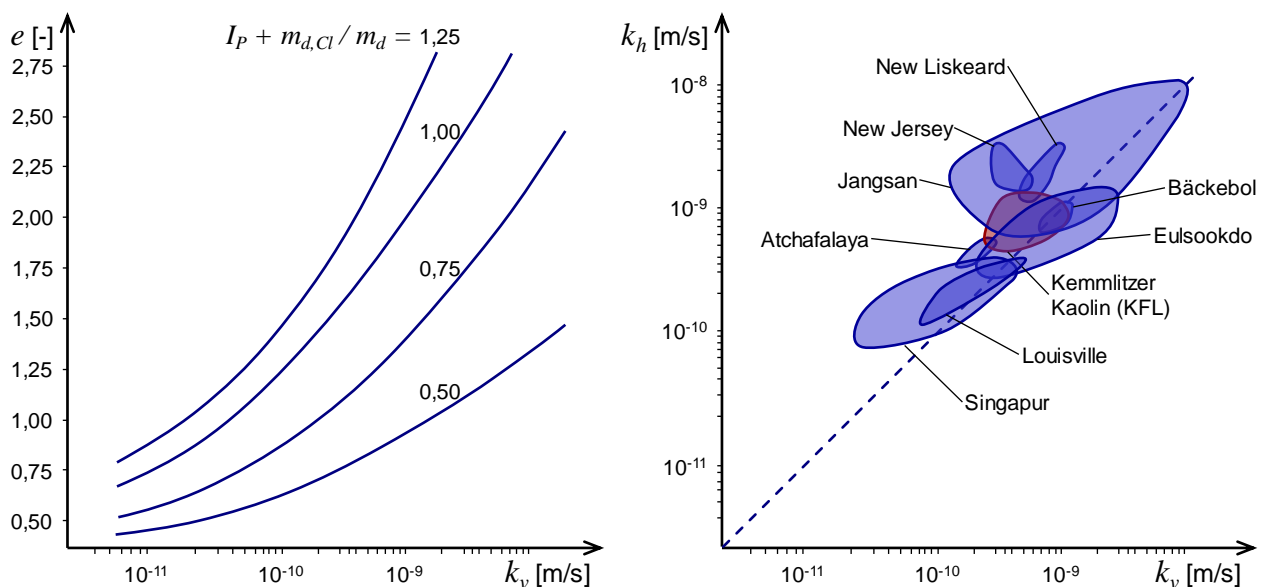 e [-]
I_P + m_{d,Cl} / m_d = 1,25
2,75
2,50
2,25
2,00
1,75
1,50
1,25
1,00
0,75
0,50
1,00
0,75
0,50
10^{-11}
10^{-10}
10^{-9}
k_v [m/s]
k_h [m/s]
10^{-8}
10^{-9}
10^{-10}
10^{-11}
New Liskeard
New Jersey
Jangsan
Bäckebol
Atchafalaya
Eulsookdo
Kemmlitzer
Kaolin (KFL)
Louisville
Singapur
10^{-11}
10^{-10}
10^{-9}
k_v [m/s]